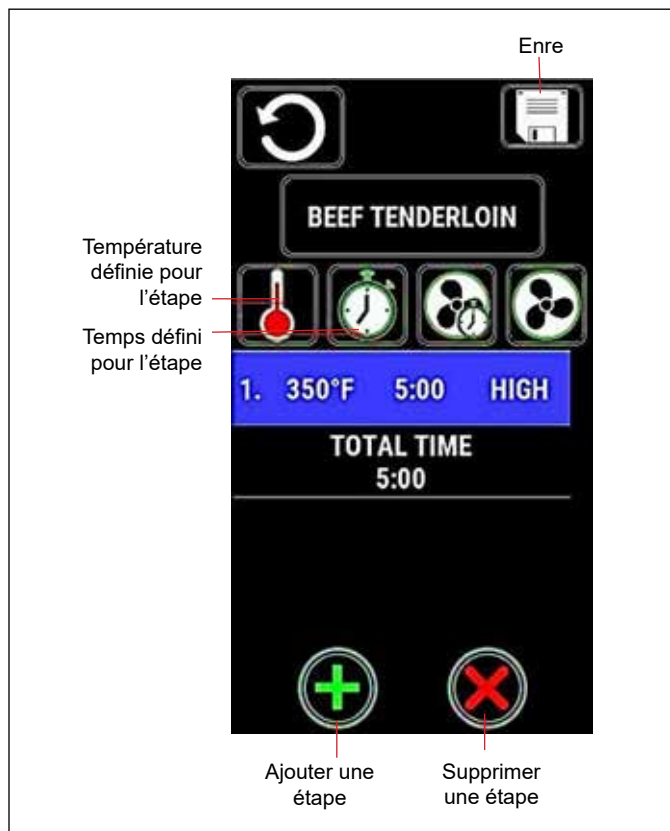 Enre
BEEF TENDERLOIN
Température
définie pour
l’étape
Temps défini
pour l’étape
1. 350°F 5:00 HIGH
TOTAL TIME
5:00
Ajouter une
étape
Supprimer
une étape